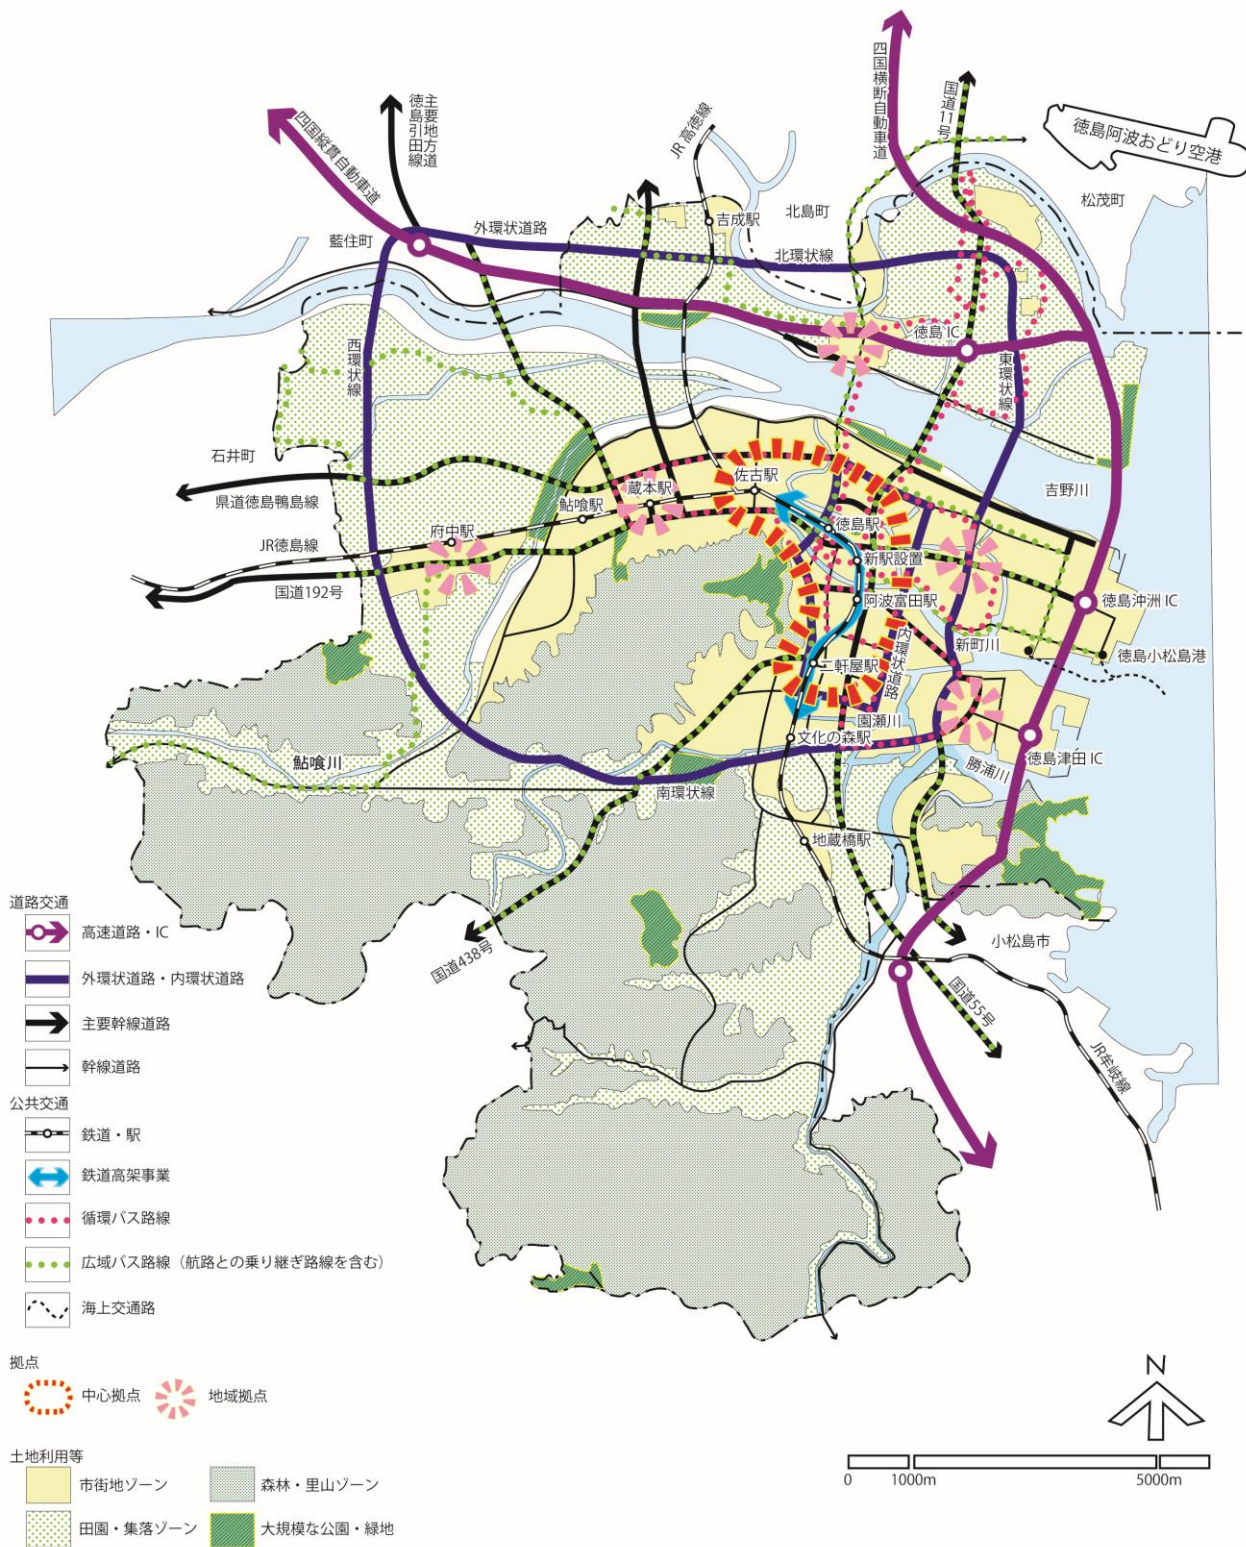 四国縦貫自動車道
主要地方道
徳島引田線
JR 高徳線
四国横断自動車道
国道11号
徳島阿波おどり空港
松茂町
北島町
吉成駅
藍住町
外環状道路
北環状線
徳島 IC
西環状線
東環状線
石井町
県道徳島鴨島線
吉野川
佐古駅
蔵本駅
鮎喰駅
徳島駅
府中駅
JR徳島線
新駅設置
国道192号
阿波富田駅
徳島沖洲 IC
内環状道路
新町川
徳島小松島港
二軒屋駅
園瀬川
文化の森駅
鮎喰川
勝浦川
徳島津田 IC
南環状線
地蔵橋駅
国道438号
小松島市
国道55号
JR牟岐線
道路交通
高速道路・IC
外環状道路・内環状道路
主要幹線道路
幹線道路
公共交通
鉄道・駅
鉄道高架事業
循環バス路線
広域バス路線（航路との乗り継ぎ路線を含む）
海上交通路
拠点
中心拠点
地域拠点
土地利用等
市街地ゾーン
森林・里山ゾーン
田園・集落ゾーン
大規模な公園・緑地
N
0
1000m
5000m